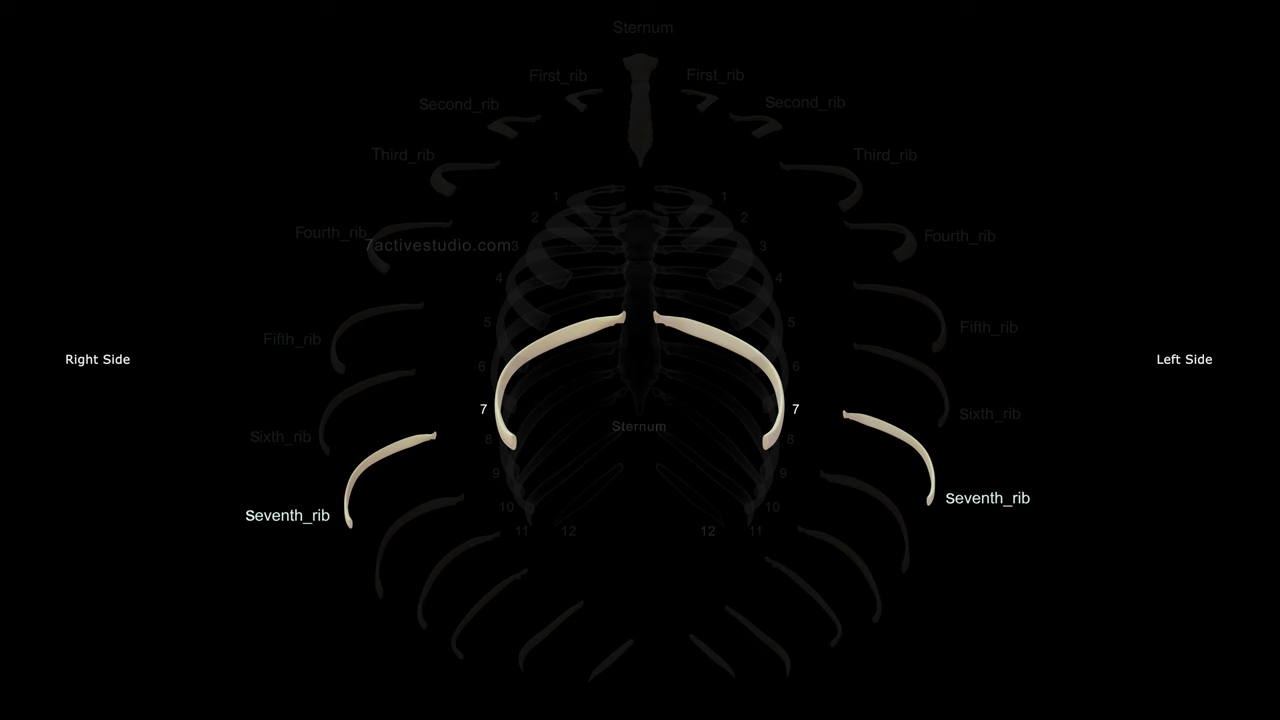 Sternum
First_rib First_rib
Second_rib Second_rib
Third_rib Third_rib
1 1
2 2
Fourth_rib Fourth_rib
7activestudio.com
3 3
4 4
5 5
Fifth_rib Fifth_rib
Right Side Left Side
6 6
7 7
Sixth_rib Sixth_rib
Sternum
8 8
9 9
Seventh_rib Seventh_rib
10 10
11 12 12 11